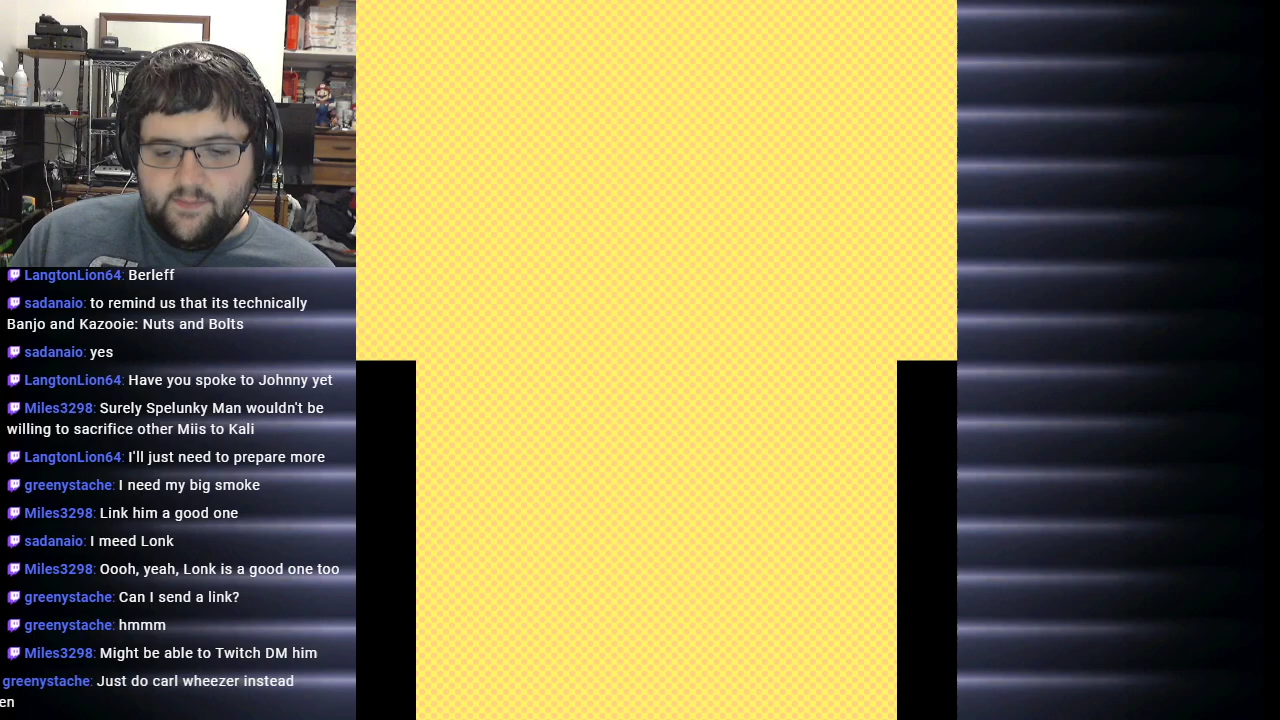 LangtonLion64: Berleff
sadanaio: to remind us that its technically
Banjo and Kazooie: Nuts and Bolts
sadanaio: yes
LangtonLion64: Have you spoke to Johnny yet
Miles3298: Surely Spelunky Man wouldn't be
willing to sacrifice other Miis to Kali
LangtonLion64: I'll just need to prepare more
greenystache: I need my big smoke
Miles3298: Link him a good one
sadanaio: I meed Lonk
Miles3298: Oooh, yeah, Lonk is a good one too
greenystache: Can I send a link?
greenystache: hmmm
Miles3298: Might be able to Twitch DM him
greenystache: Just do carl wheezer instead
en